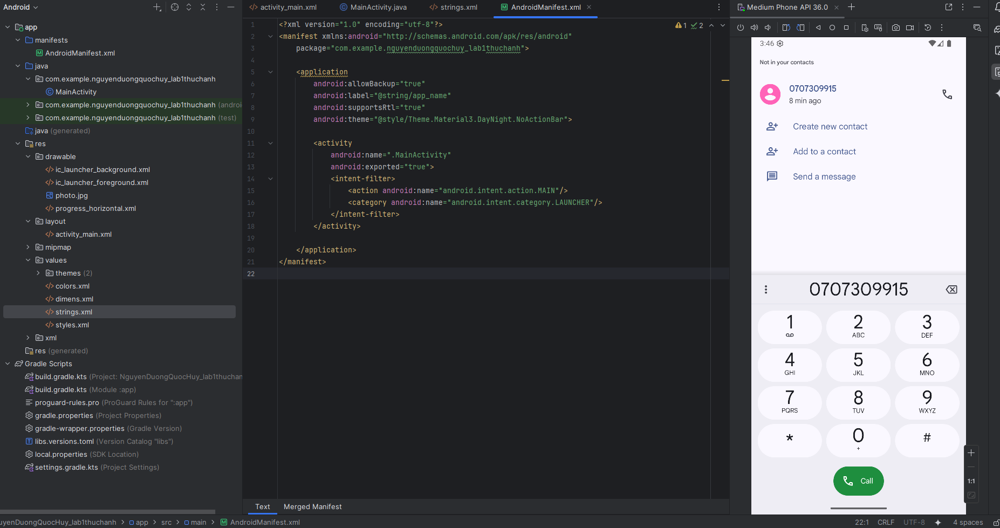 Android
app
manifests
AndroidManifest.xml
java
com.example.nguyenduongquochuy_lab1thuchanh
MainActivity
com.example.nguyenduongquochuy_lab1thuchanh (androi
com.example.nguyenduongquochuy_lab1thuchanh (test)
java (generated)
res
drawable
ic_launcher_background.xml
ic_launcher_foreground.xml
photo.jpg
progress_horizontal.xml
layout
activity_main.xml
mipmap
values
themes (2)
colors.xml
dimens.xml
strings.xml
styles.xml
xml
res (generated)
Gradle Scripts
build.gradle.kts (Project: NguyenDuongQuocHuy_lab1thuchan
build.gradle.kts (Module :app)
proguard-rules.pro (ProGuard Rules for ":app")
gradle.properties (Project Properties)
gradle-wrapper.properties (Gradle Version)
libs.versions.toml (Version Catalog "libs")
local.properties (SDK Location)
settings.gradle.kts (Project Settings)
activity_main.xml MainActivity.java strings.xml AndroidManifest.xml
1 2
1 <?xml version="1.0" encoding="utf-8"?>
2 <manifest xmlns:android="http://schemas.android.com/apk/res/android"
3 package="com.example.nguyenduongquochuy_lab1thuchanh">
4
5 <application
6 android:allowBackup="true"
7 android:label="@string/app_name"
8 android:supportsRtl="true"
9 android:theme="@style/Theme.Material3.DayNight.NoActionBar">
10
11 <activity
12 android:name=".MainActivity"
13 android:exported="true">
14 <intent-filter>
15 <action android:name="android.intent.action.MAIN"/>
16 <category android:name="android.intent.category.LAUNCHER"/>
17 </intent-filter>
18 </activity>
19
20 </application>
21 </manifest>
22
Text Merged Manifest
Medium Phone API 36.0
3:46
Not in your contacts
0707309915
8 min ago
Create new contact
Add to a contact
Send a message
0707309915
1 2 3
ABC DEF
4 5 6
GHI JKL MNO
7 8 9
PQRS TUV WXYZ
* 0 #
+
Call
1:1
uyenDuongQuocHuy_lab1thuchanh > app > src > main > AndroidManifest.xml
22:1 CRLF UTF-8 4 spaces